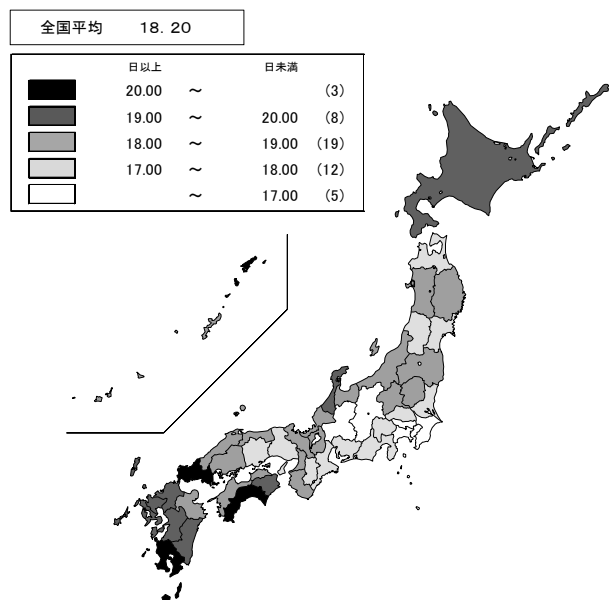 全国平均 18.20
日以上 日未満
20.00 ～ (3)
19.00 ～ 20.00 (8)
18.00 ～ 19.00 (19)
17.00 ～ 18.00 (12)
～ 17.00 (5)